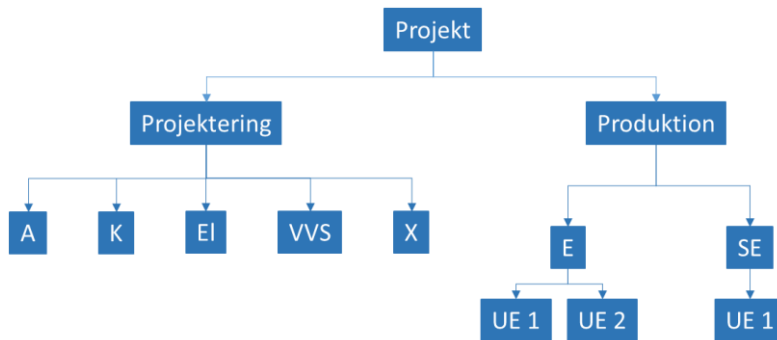 Projekt
Projektering
Produktion
A
K
El
VVS
X
E
SE
UE 1
UE 2
UE 1